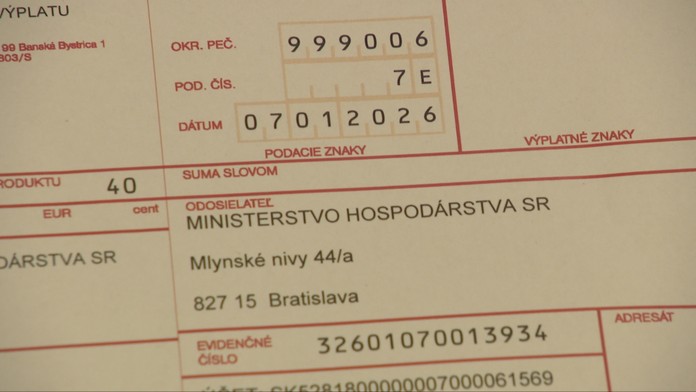 VÝPLATU
99 Banská Bystrica 1
803/S
OKR. PEČ. 999006
POD. ČÍS. 7E
DÁTUM 07012026
PODACIE ZNAKY
VÝPLATNÉ ZNAKY
RODUKTU 40
SUMA SLOVOM
EUR cent
ODOSIELATEĽ
MINISTERSTVO HOSPODÁRSTVA SR
DÁRSTVA SR
Mlynské nivy 44/a
827 15 Bratislava
EVIDENČNÉ
ČÍSLO
32601070013934
ADRESÁT
ÚČET: SK5281800000007000061569